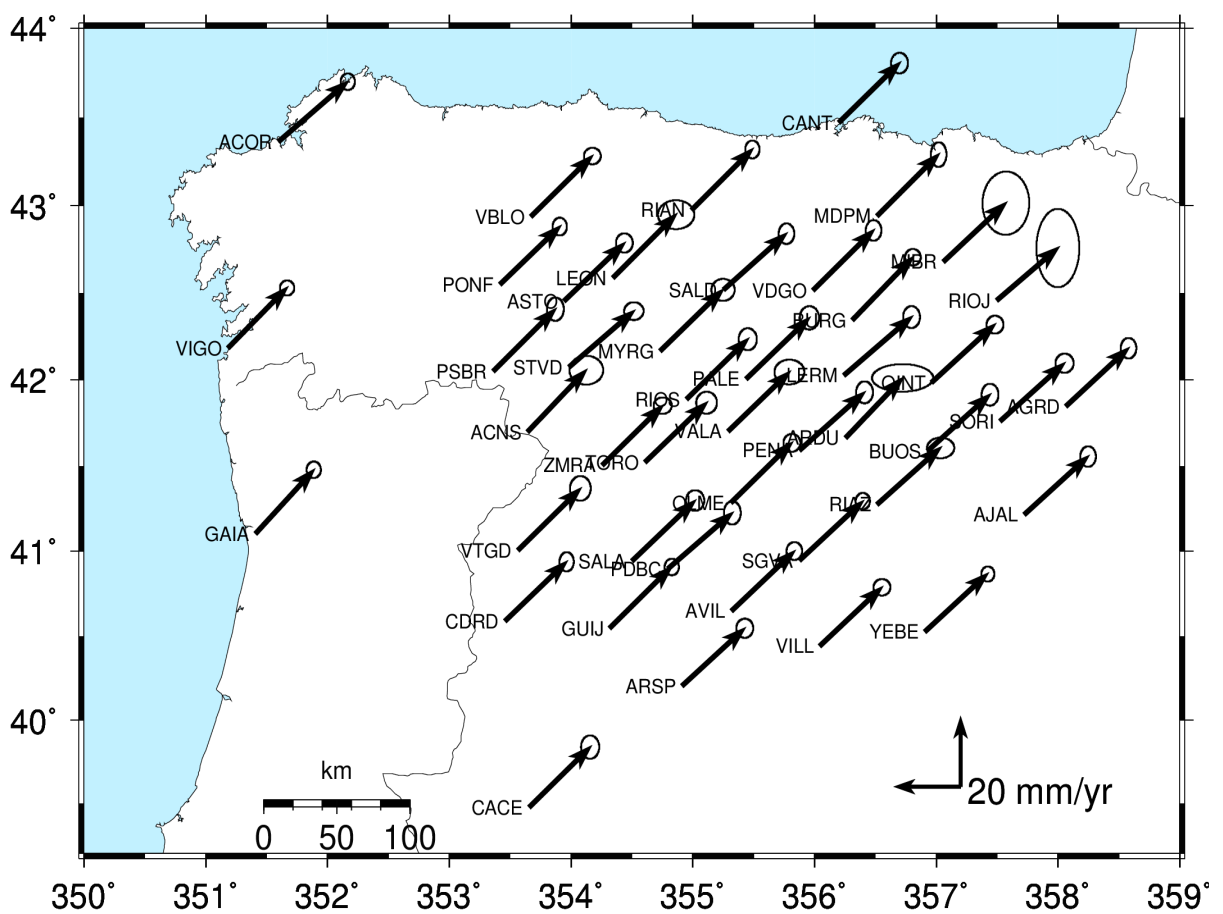 44°
ACOR
CANT
43°
VBLO
RIAN
MDPM
PONF
LEON
MIBR
ASTO
SALD
VDGO
RIOJ
VIGO
PSBR
STVD
MYRG
BURG
42°
PALE
LERM
QINT
RIOS
AGRD
ACNS
VALA
ARDU
SORI
ZMRA
TORO
PENA
BUOS
GAIA
OLME
RIAZ
AJAL
41°
VTGD
SALA
PDBC
SGVA
CDRD
GUIJ
AVIL
VILL
YEBE
ARSP
40°
km
20 mm/yr
CACE
0 50 100
350° 351° 352° 353° 354° 355° 356° 357° 358° 359°